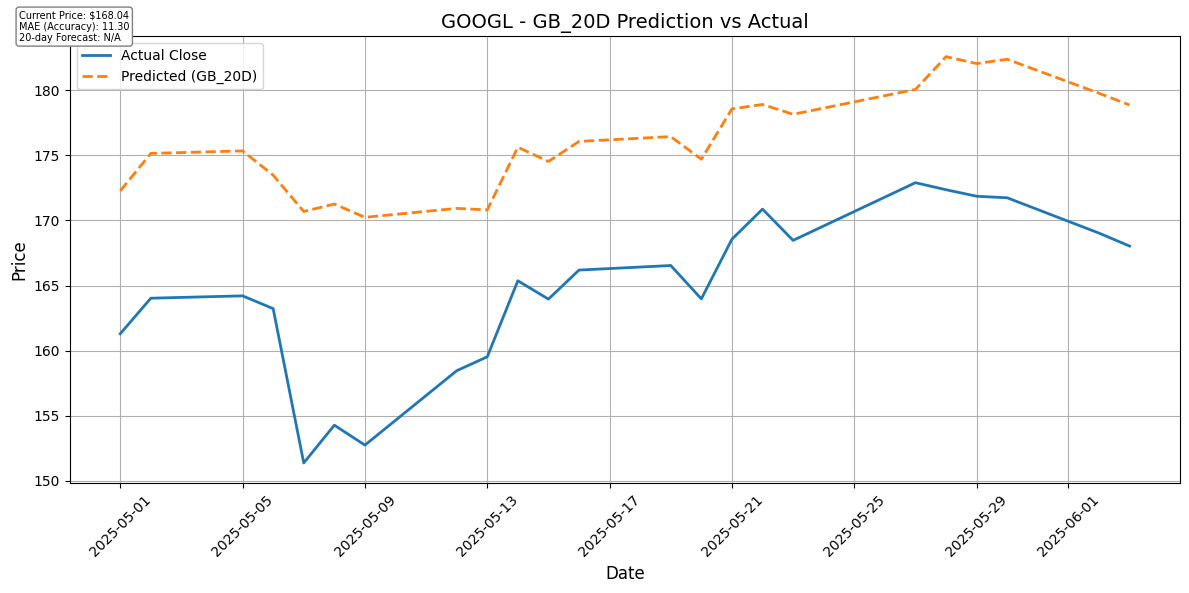 GOOGL - GB_20D Prediction vs Actual
Current Price: $168.04
MAE (Accuracy): 11.30
20-day Forecast: N/A
Actual Close
Predicted (GB_20D)
Price
180
175
170
165
160
155
150
2025-05-01
2025-05-05
2025-05-09
2025-05-13
2025-05-17
2025-05-21
2025-05-25
2025-05-29
2025-06-01
Date